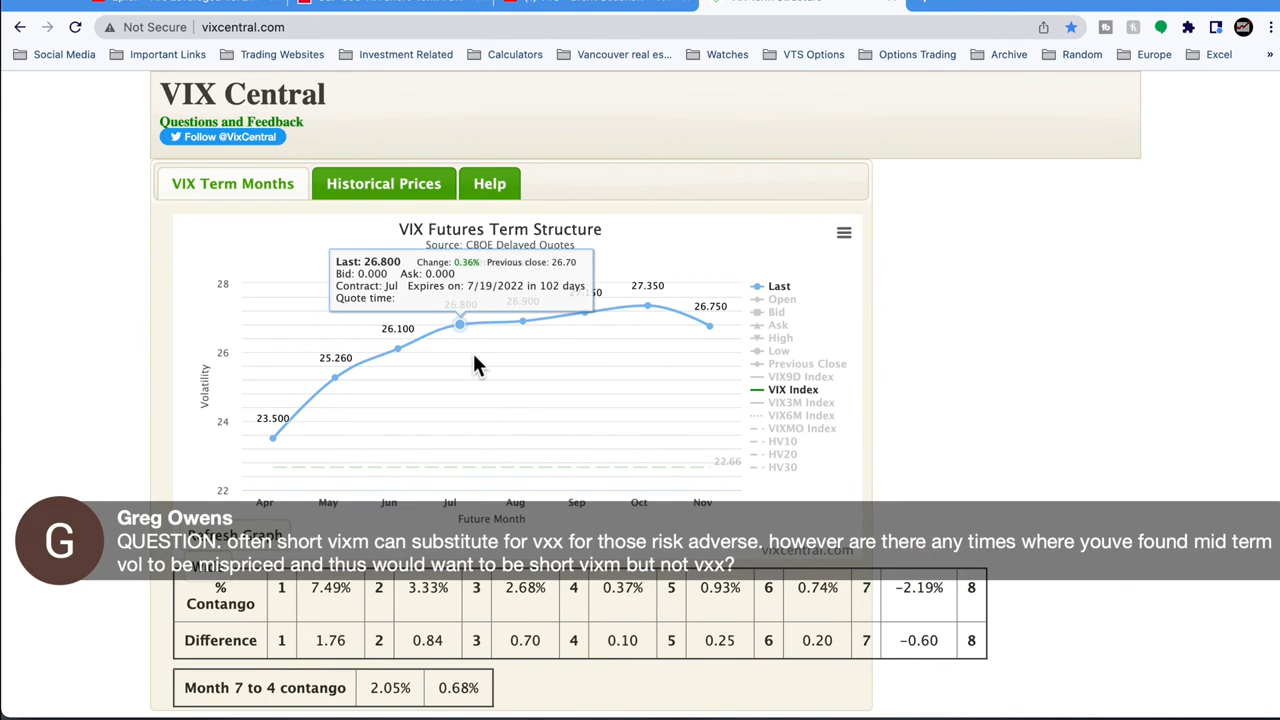 Not Secure vixcentral.com
Social Media Important Links Trading Websites Investment Related Calculators Vancouver real es... Watches VTS Options Options Trading Archive Random Europe Excel »
VIX Central
Questions and Feedback
Follow @VixCentral
VIX Term Months Historical Prices Help
VIX Futures Term Structure
Source: CBOE Delayed Quotes
Last: 26.800 Change: 0.36% Previous close: 26.70
Bid: 0.000 Ask: 0.000
Contract: Jul Expires on: 7/19/2022 in 102 days
Quote time:
28
26
24
22
Volatility
23.500
25.260
26.100
26.800
26.900
27.350
26.750
22.66
Apr May Jun Jul Aug Sep Oct Nov
Future Month
Last
Open
Bid
Ask
High
Low
Previous Close
VIX9D Index
VIX Index
VIX3M Index
VIX6M Index
VIXMO Index
HV10
HV20
HV30
Refresh Graph
vixcentral.com
G
Greg Owens
QUESTION: often short vixm can substitute for vxx for those risk adverse. however are there any times where youve found mid term
vol to be mispriced and thus would want to be short vixm but not vxx?
% Contango 1 7.49% 2 3.33% 3 2.68% 4 0.37% 5 0.93% 6 0.74% 7 -2.19% 8
Difference 1 1.76 2 0.84 3 0.70 4 0.10 5 0.25 6 0.20 7 -0.60 8
Month 7 to 4 contango 2.05% 0.68%